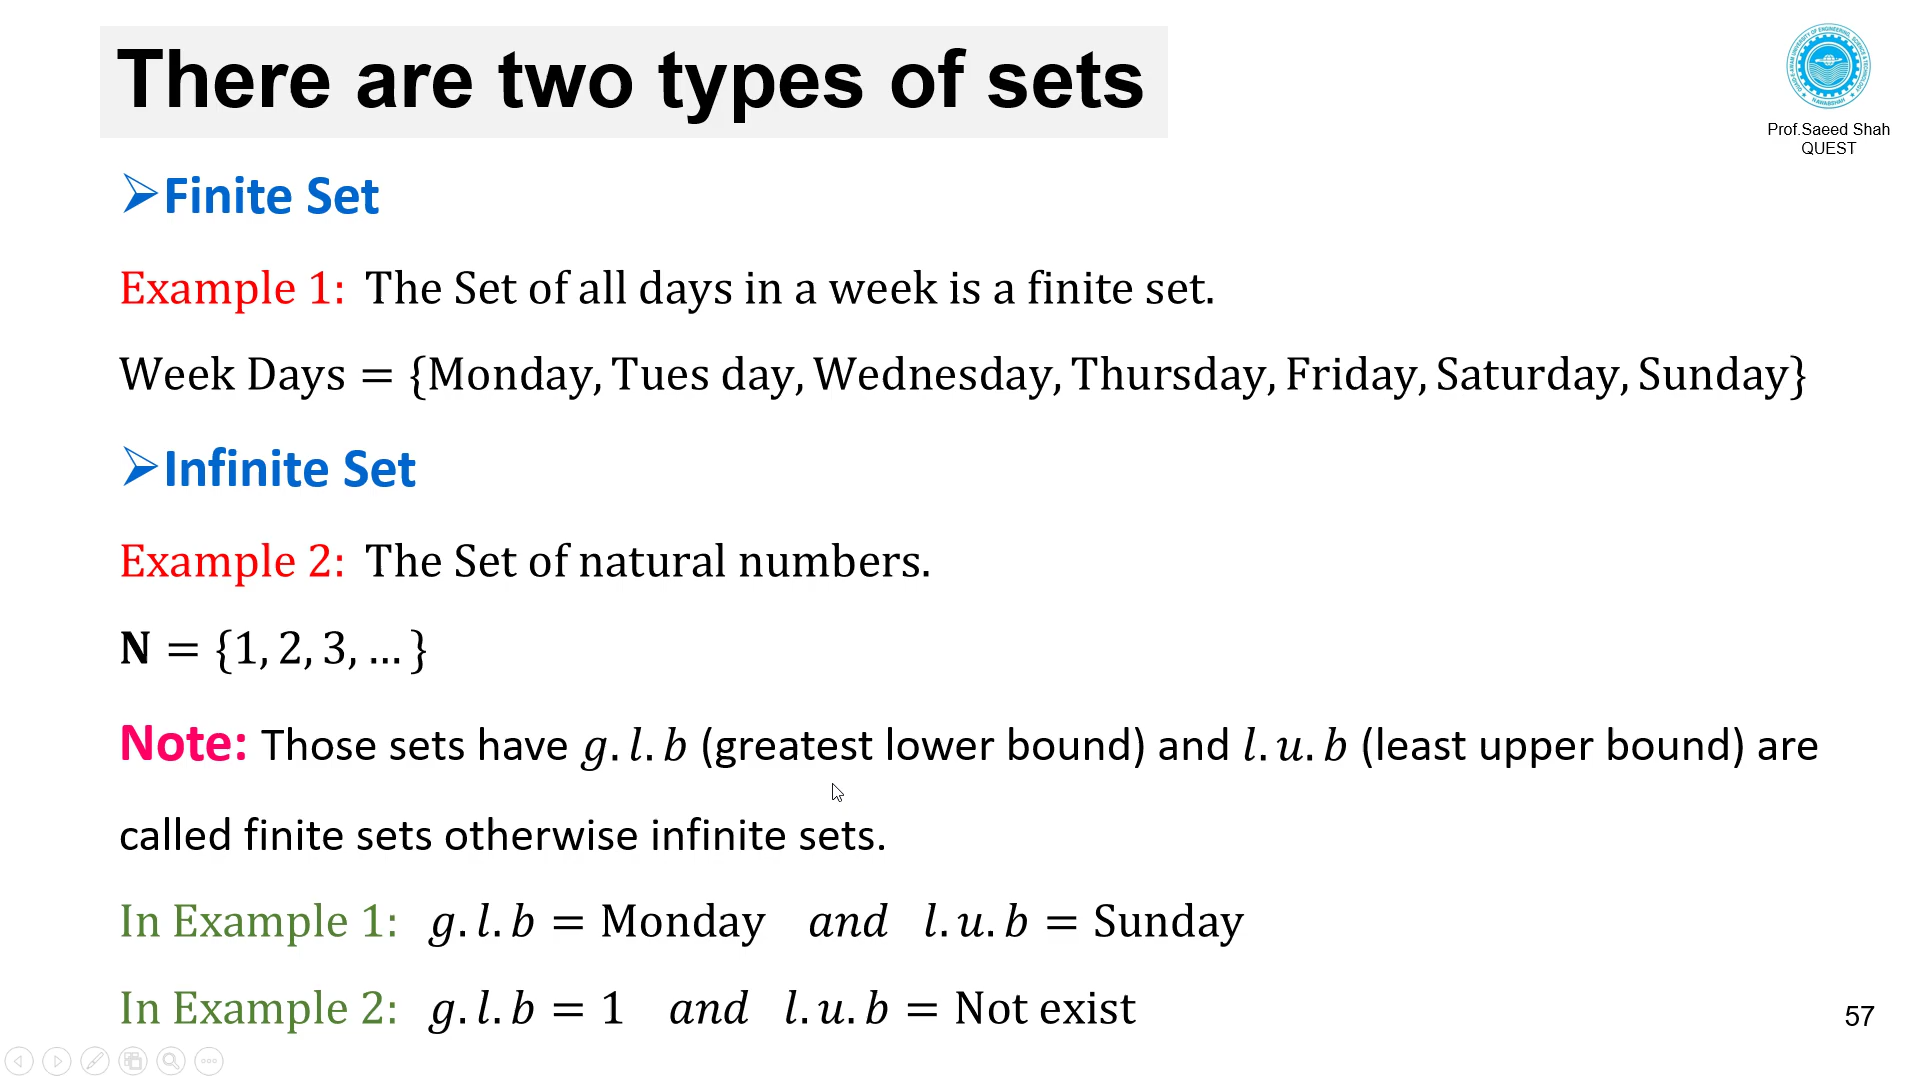 There are two types of sets
Prof.Saeed Shah
QUEST
➢Finite Set
Example 1: The Set of all days in a week is a finite set.
Week Days = {Monday, Tues day, Wednesday, Thursday, Friday, Saturday, Sunday}
➢Infinite Set
Example 2: The Set of natural numbers.
N = {1, 2, 3, … }
Note: Those sets have g. l. b (greatest lower bound) and l. u. b (least upper bound) are
called finite sets otherwise infinite sets.
In Example 1: g. l. b = Monday and l. u. b = Sunday
In Example 2: g. l. b = 1 and l. u. b = Not exist
57